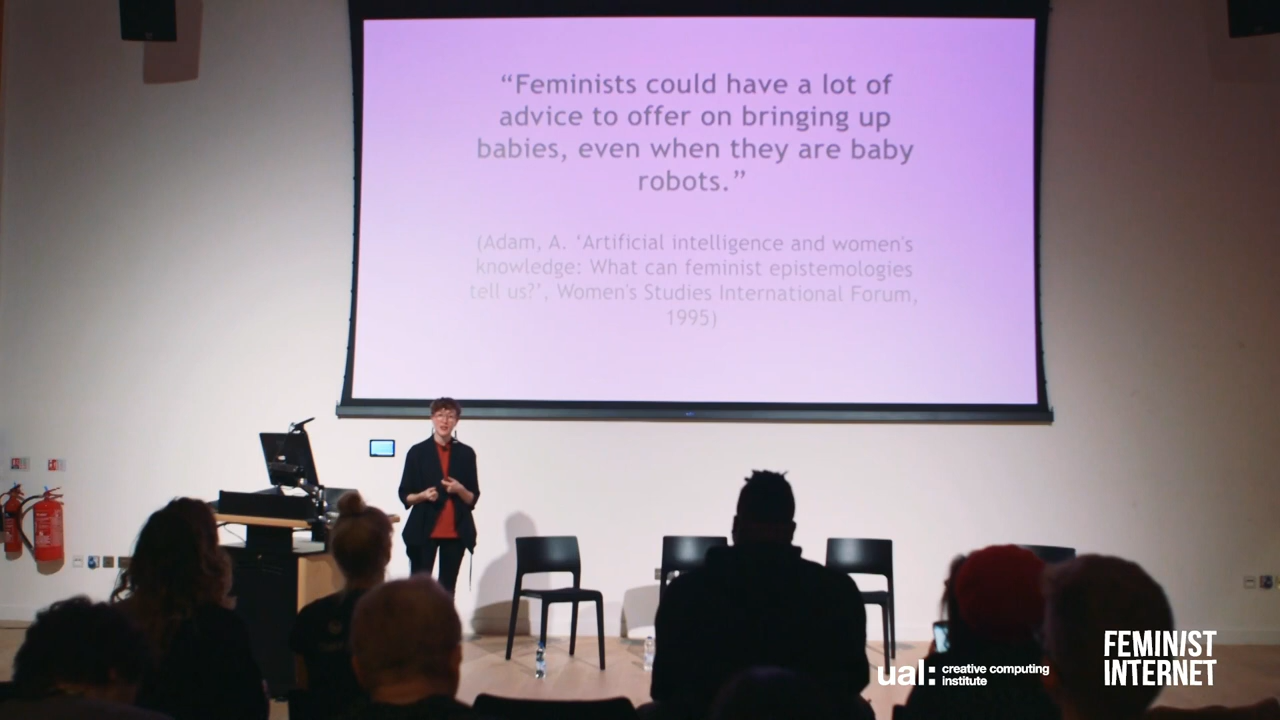 “Feminists could have a lot of
advice to offer on bringing up
babies, even when they are baby
robots.”
(Adam, A. ‘Artificial intelligence and women's
knowledge: What can feminist epistemologies
tell us?’, Women's Studies International Forum,
1995)
ual: creative computing
institute
FEMINIST
INTERNET